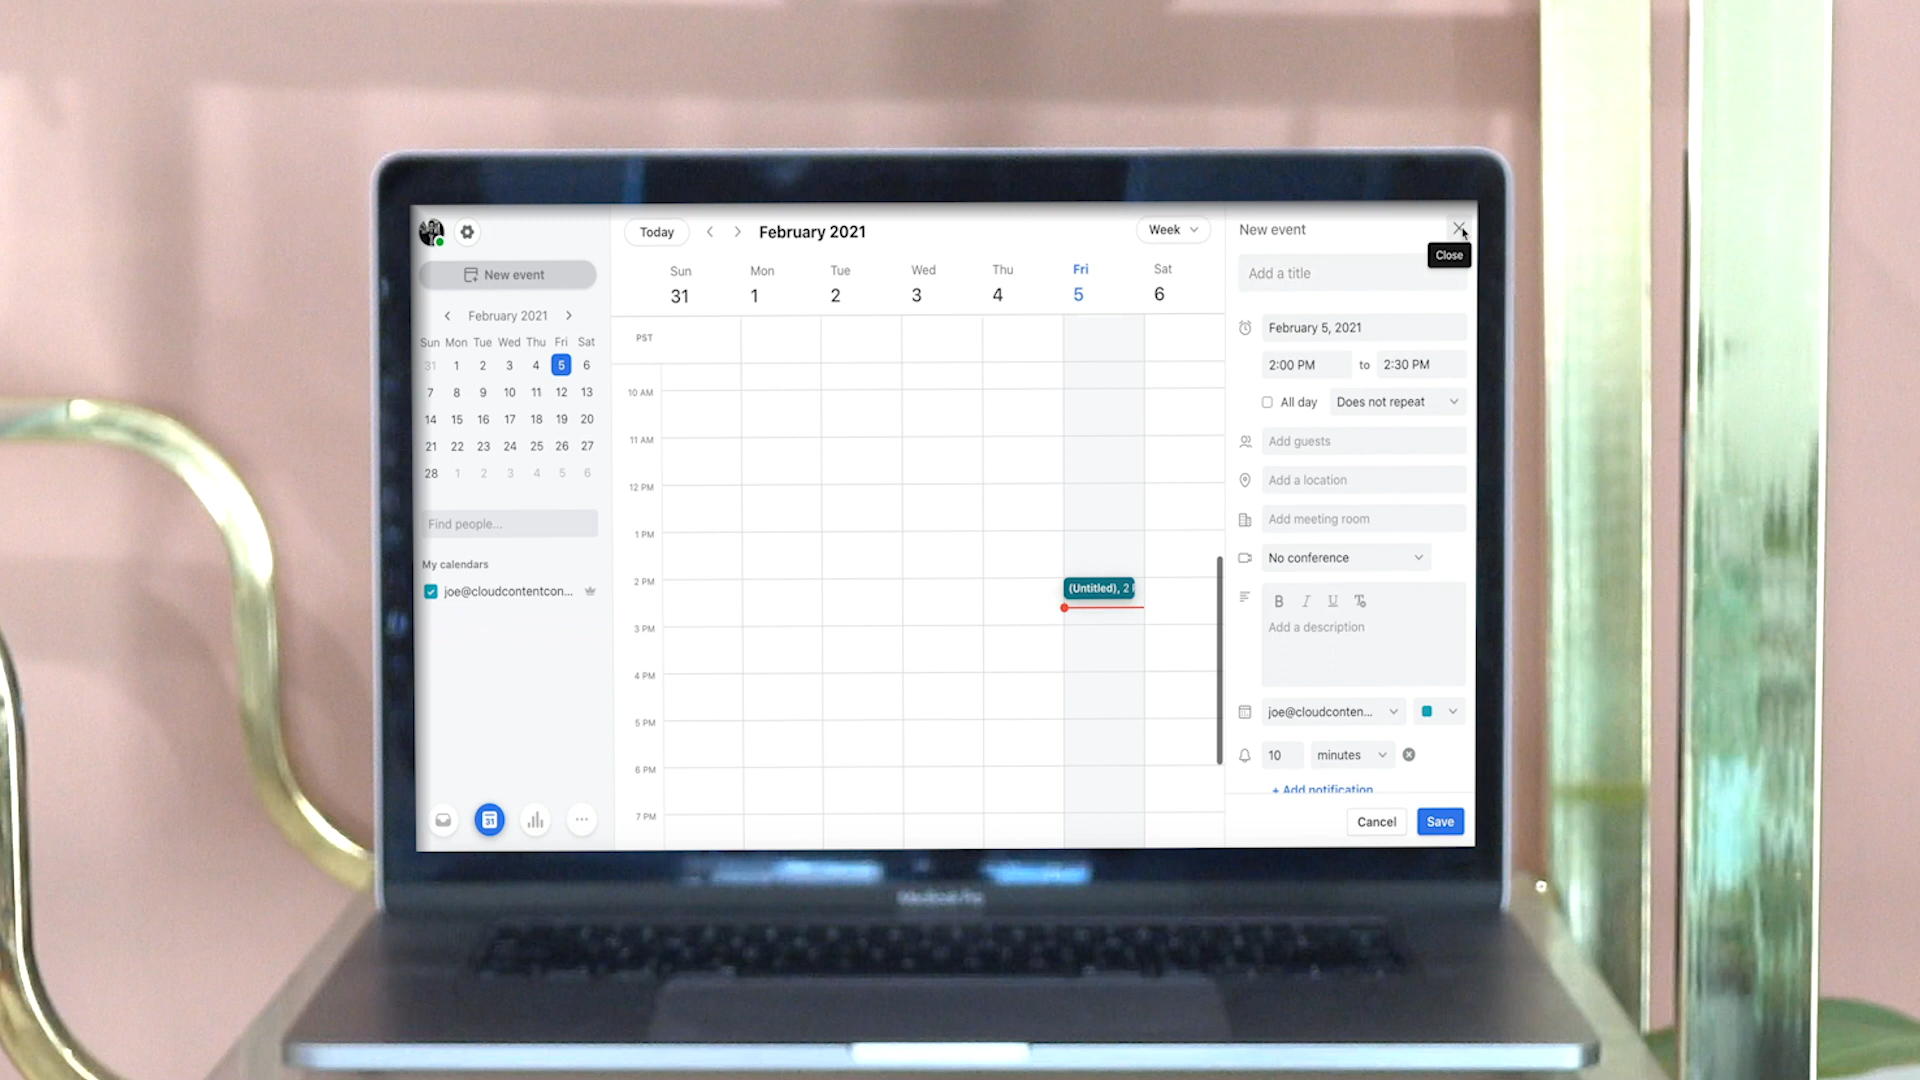 New event
February 2021
Sun Mon Tue Wed Thu Fri Sat
31 1 2 3 4 5 6
7 8 9 10 11 12 13
14 15 16 17 18 19 20
21 22 23 24 25 26 27
28 1 2 3 4 5 6
Find people...
My calendars
joe@cloudcontentcon...
31
Today
February 2021
Week
Sun Mon Tue Wed Thu Fri Sat
31 1 2 3 4 5 6
PST
10 AM
11 AM
12 PM
1 PM
2 PM
(Untitled), 2
3 PM
4 PM
5 PM
6 PM
7 PM
New event
Close
Add a title
February 5, 2021
2:00 PM to 2:30 PM
All day Does not repeat
Add guests
Add a location
Add meeting room
No conference
B I U T
Add a description
joe@cloudconten...
10 minutes
+ Add notification
Cancel Save
MacBook Pro